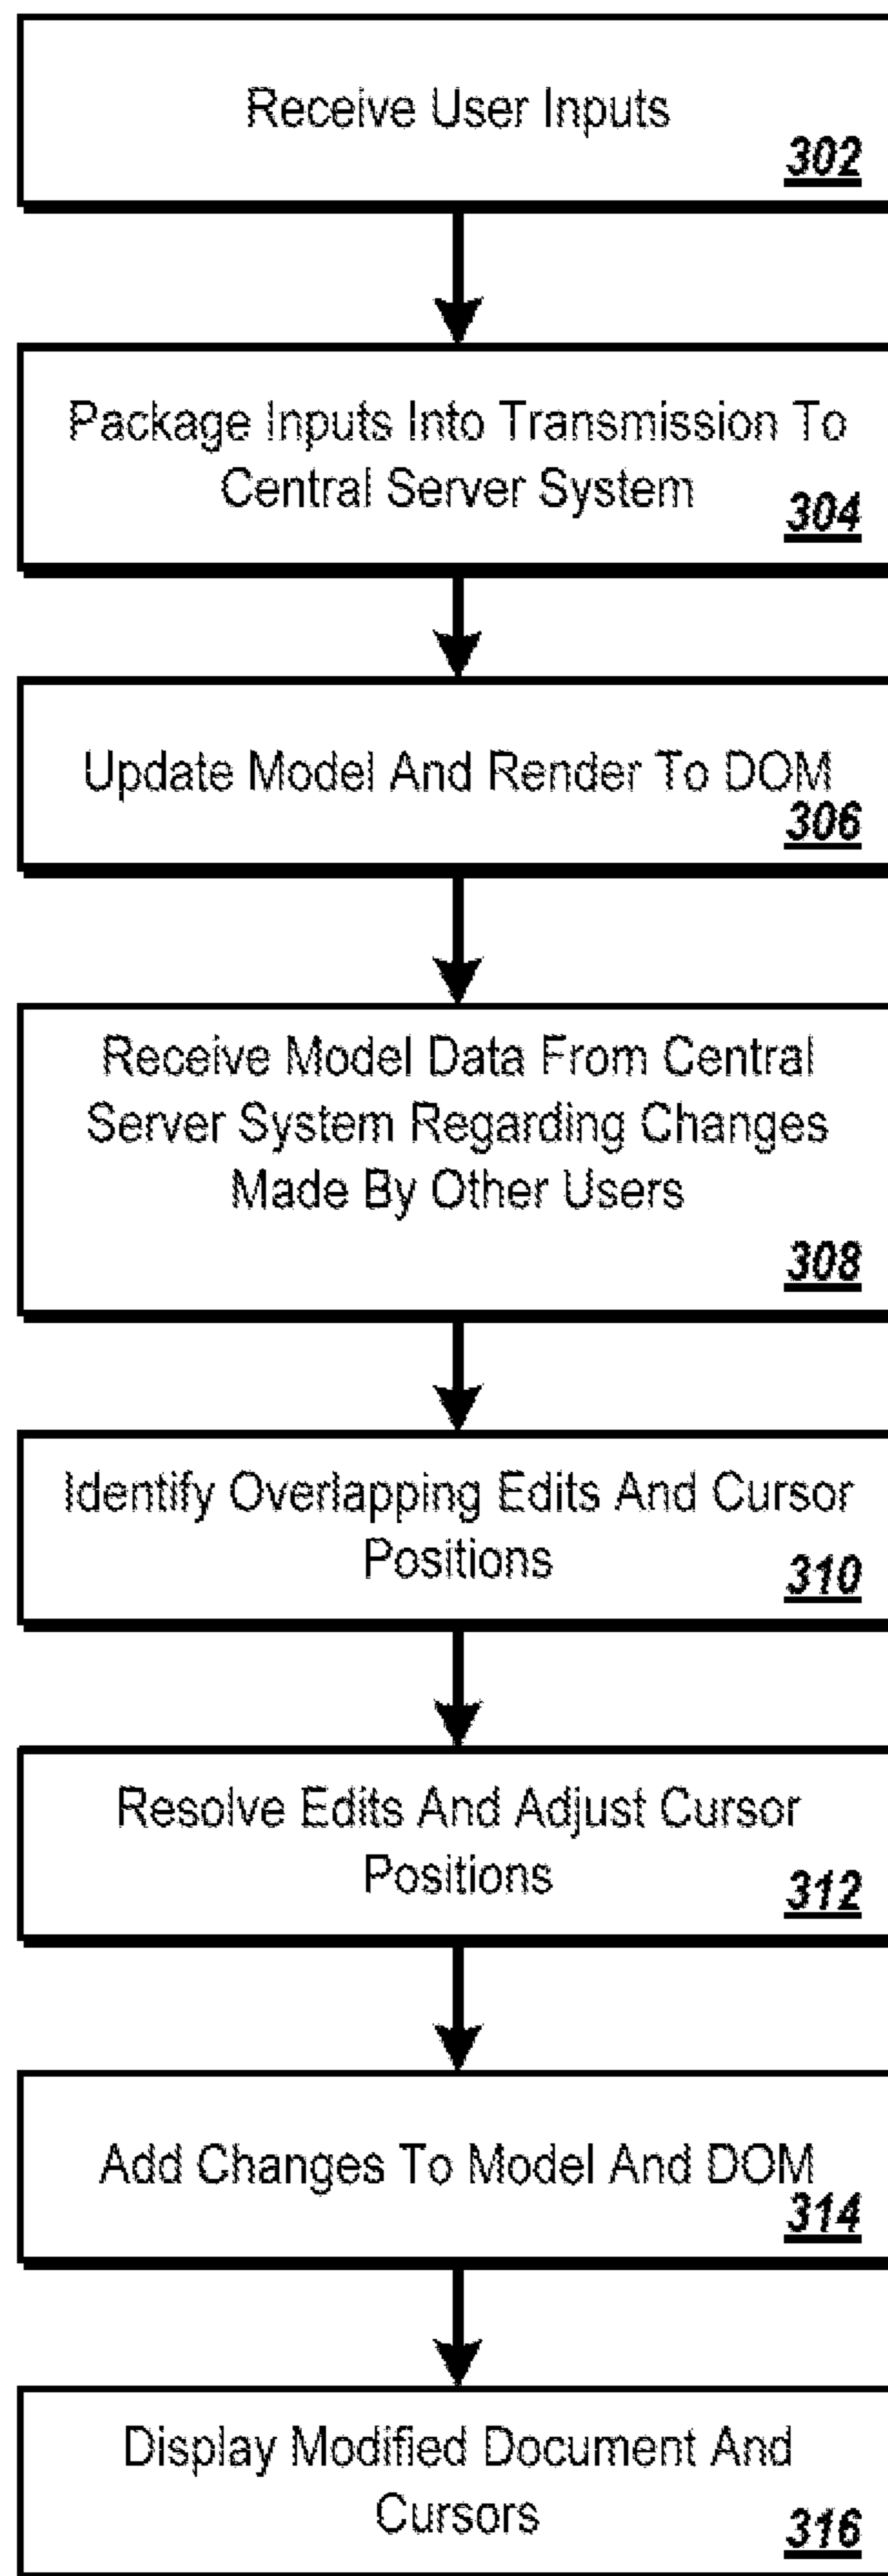 Receive User Inputs
302
Package Inputs Into Transmission To
Central Server System
304
Update Model And Render To DOM
306
Receive Model Data From Central
Server System Regarding Changes
Made By Other Users
308
Identify Overlapping Edits And Cursor
Positions
310
Resolve Edits And Adjust Cursor
Positions
312
Add Changes To Model And DOM
314
Display Modified Document And
Cursors
316